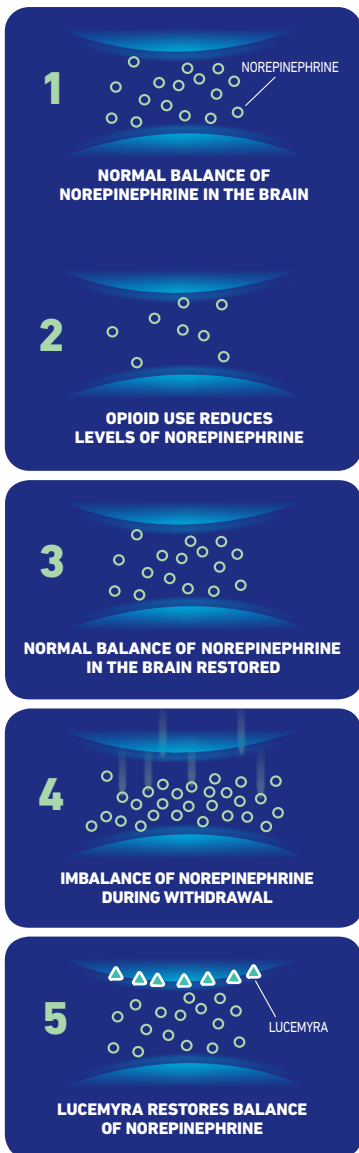 1
NOREPINEPHRINE
NORMAL BALANCE OF
NOREPINEPHRINE IN THE BRAIN
2
OPIOID USE REDUCES
LEVELS OF NOREPINEPHRINE
3
NORMAL BALANCE OF NOREPINEPHRINE
IN THE BRAIN RESTORED
4
IMBALANCE OF NOREPINEPHRINE
DURING WITHDRAWAL
5
LUCEMYRA
LUCEMYRA RESTORES BALANCE
OF NOREPINEPHRINE